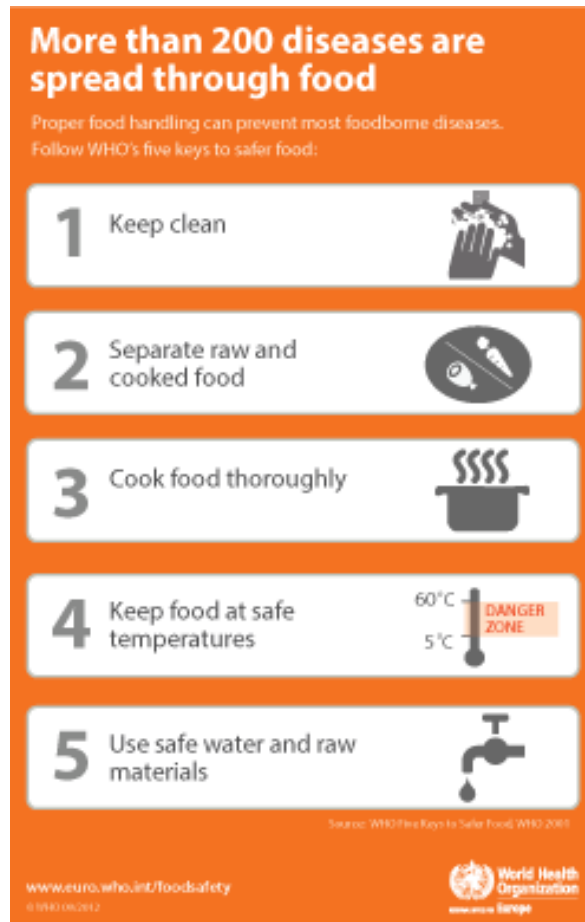 More than 200 diseases are
spread through food
Proper food handling can prevent most foodborne diseases.
Follow WHO's five keys to safer food:
1
Keep clean
2
Separate raw and
cooked food
3
Cook food thoroughly
4
Keep food at safe
temperatures
60°C
DANGER
ZONE
5°C
5
Use safe water and raw
materials
Source: WHO Five Keys to Safer Food, WHO 2001
www.euro.who.int/foodsafety
© WHO 09/2012
World Health
Organization
Europe